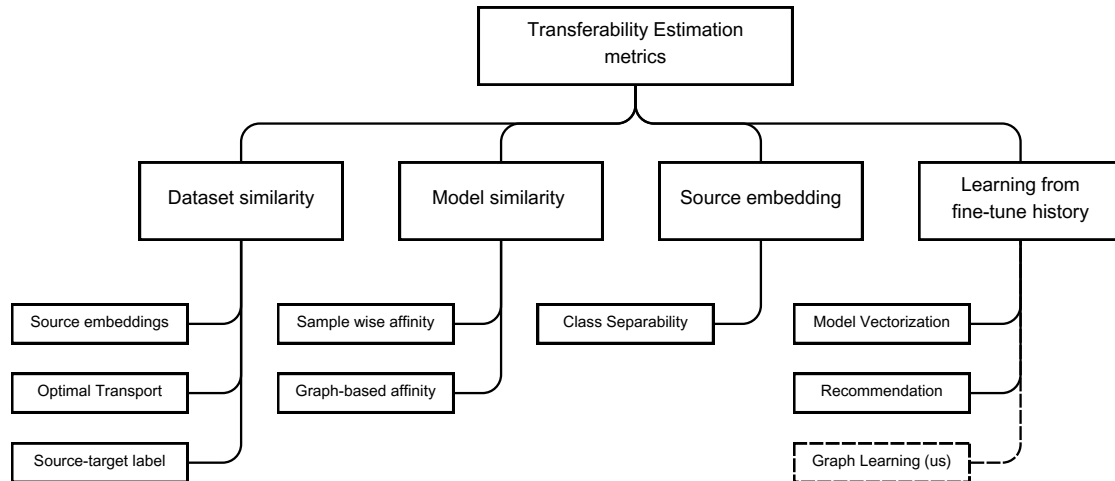 Transferability Estimation
metrics
Dataset similarity
Model similarity
Source embedding
Learning from
fine-tune history
Source embeddings
Sample wise affinity
Class Separability
Model Vectorization
Optimal Transport
Graph-based affinity
Recommendation
Source-target label
Graph Learning (us)